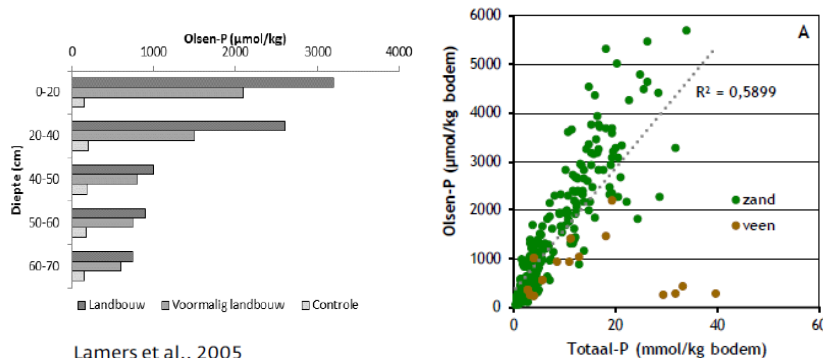 Olsen-P (µmol/kg)
0 1000 2000 3000 4000
Diepte (cm)
0-20
20-40
40-50
50-60
60-70
Landbouw Voormalig landbouw Controle
Lamers et al., 2005
A
Olsen-P (µmol/kg bodem)
6000
5000
4000
3000
2000
1000
0
R² = 0,5899
zand
veen
0 20 40 60
Totaal-P (mmol/kg bodem)